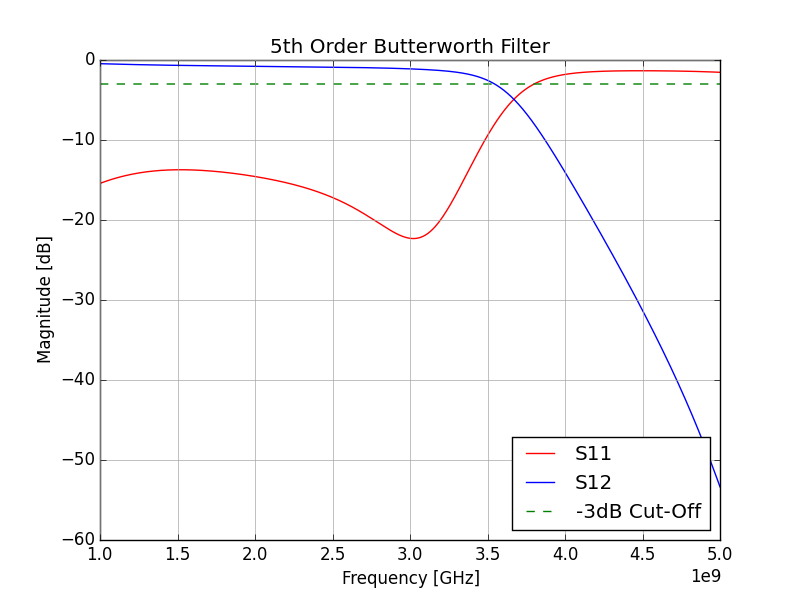 5th Order Butterworth Filter
0
−10
−20
−30
−40
−50
−60
Magnitude [dB]
S11
S12
-3dB Cut-Off
1.0 1.5 2.0 2.5 3.0 3.5 4.0 4.5 5.0
1e9
Frequency [GHz]